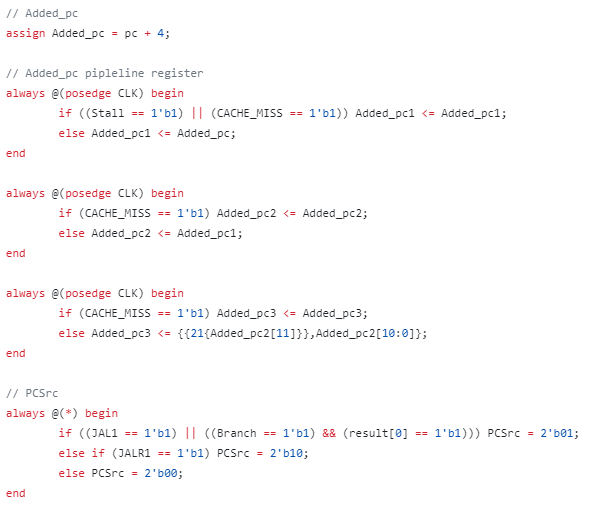 // Added_pc
assign Added_pc = pc + 4;
// Added_pc pipleline register
always @(posedge CLK) begin
if ((Stall == 1'b1) || (CACHE_MISS == 1'b1)) Added_pc1 <= Added_pc1;
else Added_pc1 <= Added_pc;
end
always @(posedge CLK) begin
if (CACHE_MISS == 1'b1) Added_pc2 <= Added_pc2;
else Added_pc2 <= Added_pc1;
end
always @(posedge CLK) begin
if (CACHE_MISS == 1'b1) Added_pc3 <= Added_pc3;
else Added_pc3 <= {{21{Added_pc2[11]}},Added_pc2[10:0]};
end
// PCSrc
always @(*) begin
if ((JAL1 == 1'b1) || ((Branch == 1'b1) && (result[0] == 1'b1))) PCSrc = 2'b01;
else if (JALR1 == 1'b1) PCSrc = 2'b10;
else PCSrc = 2'b00;
end